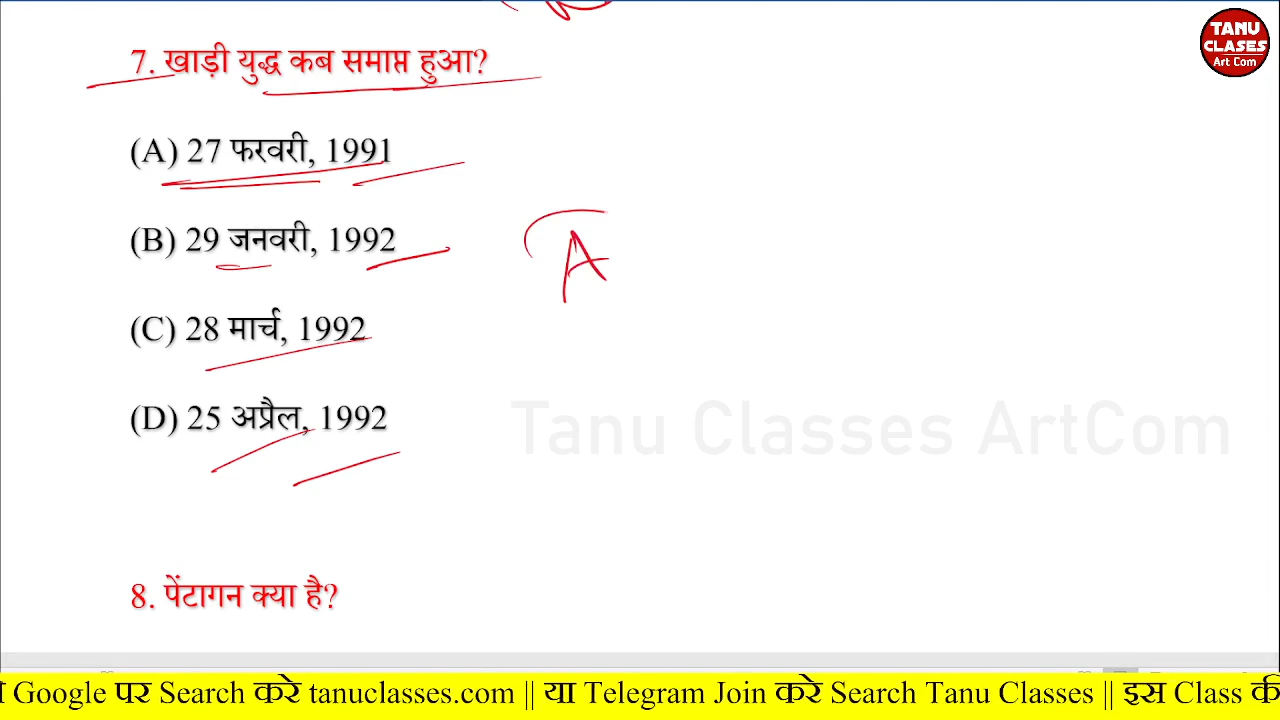 TANU
CLASES
Art Com
7. खाड़ी युद्ध कब समाप्त हुआ?
(A) 27 फरवरी, 1991
(B) 29 जनवरी, 1992
A
(C) 28 मार्च, 1992
(D) 25 अप्रैल, 1992
Tanu Classes ArtCom
8. पेंटागन क्या है?
Google पर Search करे tanuclasses.com || या Telegram Join करे Search Tanu Classes || इस Class की